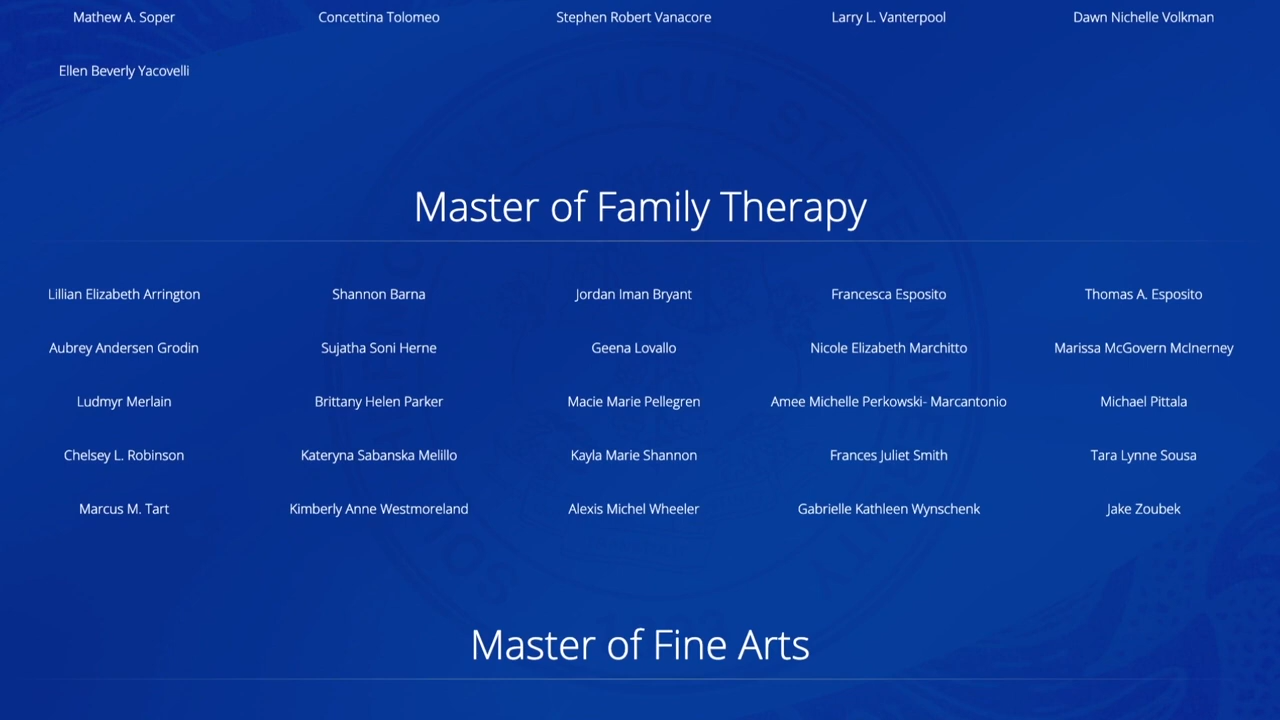 Mathew A. Soper Concettina Tolomeo Stephen Robert Vanacore Larry L. Vanterpool Dawn Nichelle Volkman
Ellen Beverly Yacovelli
Master of Family Therapy
Lillian Elizabeth Arrington Shannon Barna Jordan Iman Bryant Francesca Esposito Thomas A. Esposito
Aubrey Andersen Grodin Sujatha Soni Herne Geena Lovallo Nicole Elizabeth Marchitto Marissa McGovern McInerney
Ludmyr Merlain Brittany Helen Parker Macie Marie Pellegren Amee Michelle Perkowski- Marcantonio Michael Pittala
Chelsey L. Robinson Kateryna Sabanska Melillo Kayla Marie Shannon Frances Juliet Smith Tara Lynne Sousa
Marcus M. Tart Kimberly Anne Westmoreland Alexis Michel Wheeler Gabrielle Kathleen Wynschenk Jake Zoubek
Master of Fine Arts